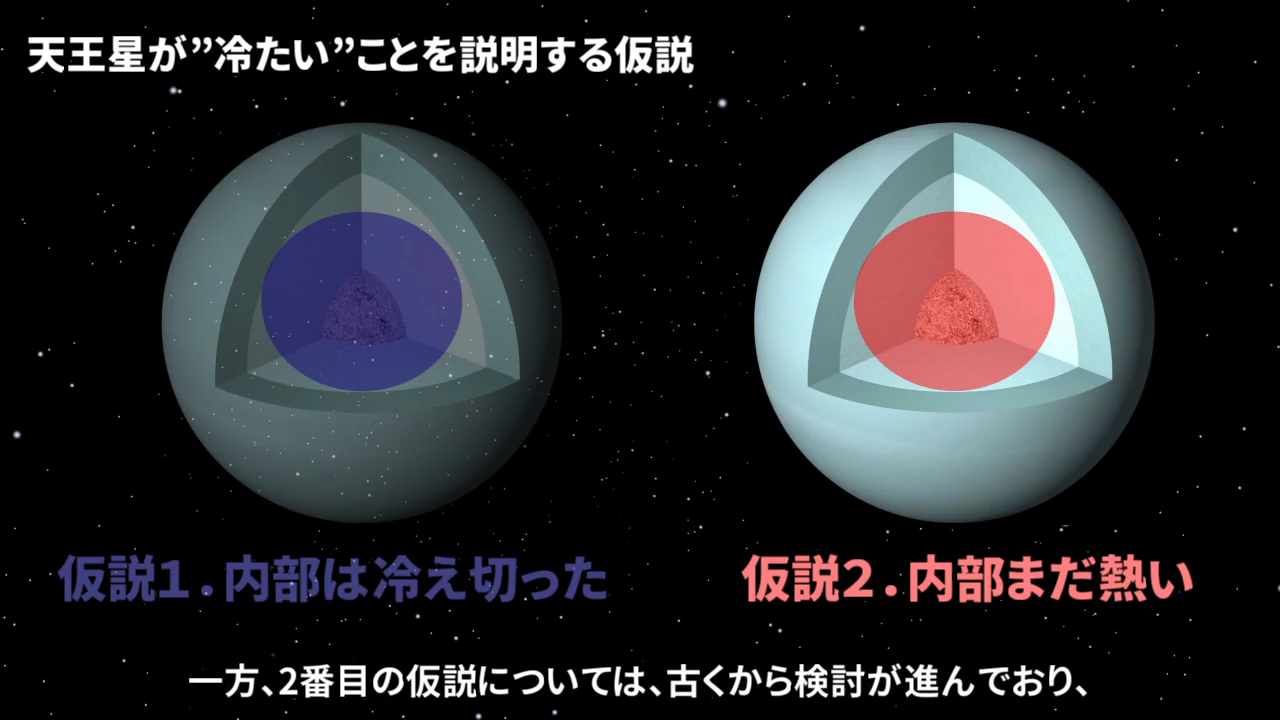 天王星が”冷たい”ことを説明する仮説
仮説１．内部は冷え切った
仮説２．内部まだ熱い
一方、2番目の仮説については、古くから検討が進んでおり、